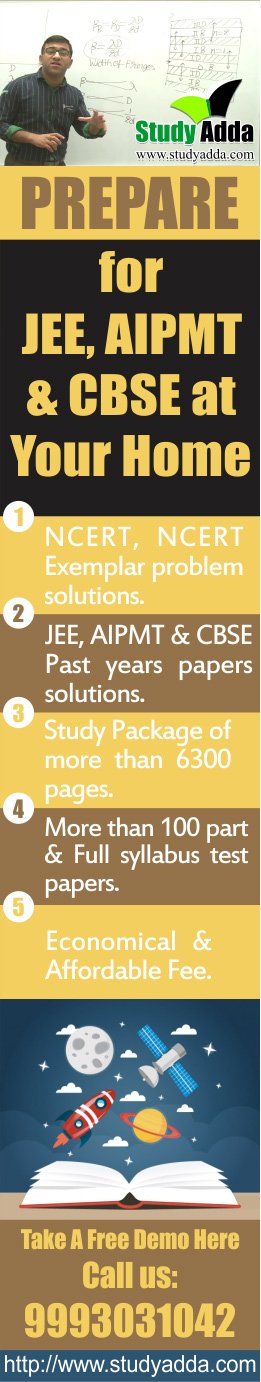 Study Adda
www.studyadda.com
PREPARE
for
JEE, AIPMT
& CBSE at
Your Home
1
NCERT, NCERT
Exemplar problem
solutions.
2
JEE, AIPMT & CBSE
Past years papers
solutions.
3
Study Package of
more than 6300
pages.
4
More than 100 part
& Full syllabus test
papers.
5
Economical &
Affordable Fee.
Take A Free Demo Here
Call us:
9993031042
http://www.studyadda.com